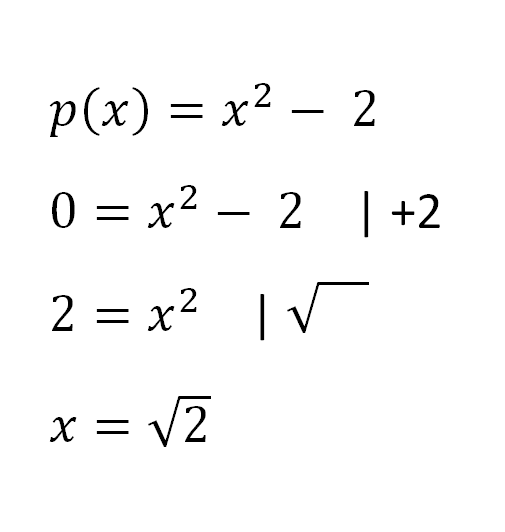 p(x) = x² − 2
0 = x² − 2 | +2
2 = x² | √
x = √2